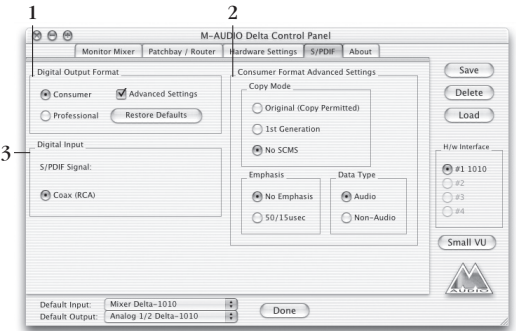 1
2
M-AUDIO Delta Control Panel
Monitor Mixer
Patchbay / Router
Hardware Settings
S/PDIF
About
Digital Output Format
Consumer
Advanced Settings
Professional
Restore Defaults
3
Digital Input
S/PDIF Signal:
Coax (RCA)
Consumer Format Advanced Settings
Copy Mode
Original (Copy Permitted)
1st Generation
No SCMS
Emphasis
No Emphasis
50/15usec
Data Type
Audio
Non-Audio
Save
Delete
Load
H/w Interface
#1 1010
#2
#3
#4
Small VU
M
AUDIO
Default Input:
Mixer Delta-1010
Default Output:
Analog 1/2 Delta-1010
Done